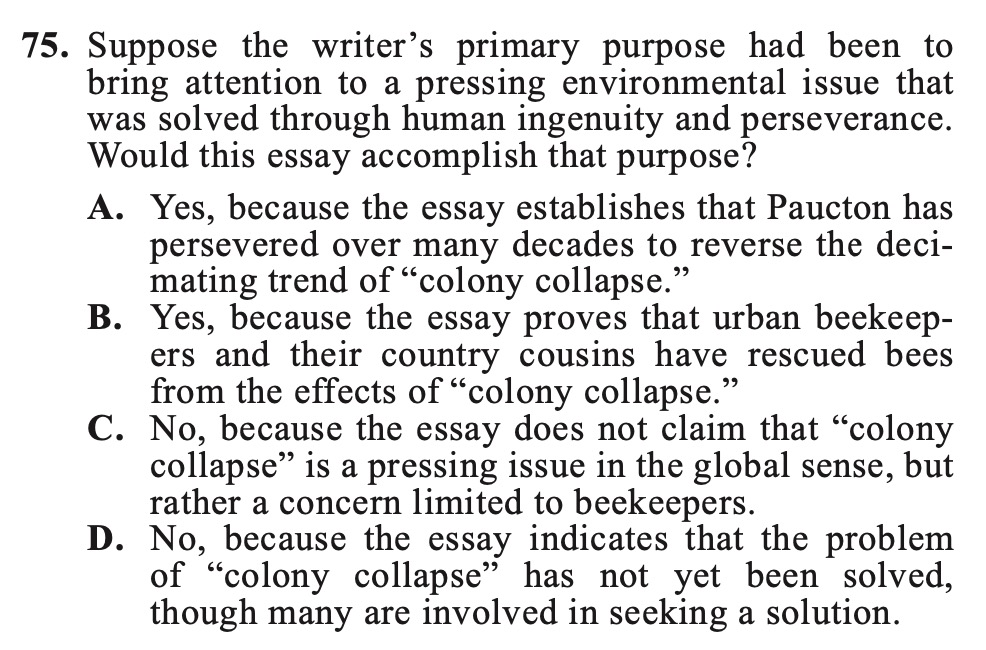 75. Suppose the writer’s primary purpose had been to
bring attention to a pressing environmental issue that
was solved through human ingenuity and perseverance.
Would this essay accomplish that purpose?
A. Yes, because the essay establishes that Paucton has
persevered over many decades to reverse the deci-
mating trend of “colony collapse.”
B. Yes, because the essay proves that urban beekeep-
ers and their country cousins have rescued bees
from the effects of “colony collapse.”
C. No, because the essay does not claim that “colony
collapse” is a pressing issue in the global sense, but
rather a concern limited to beekeepers.
D. No, because the essay indicates that the problem
of “colony collapse” has not yet been solved,
though many are involved in seeking a solution.